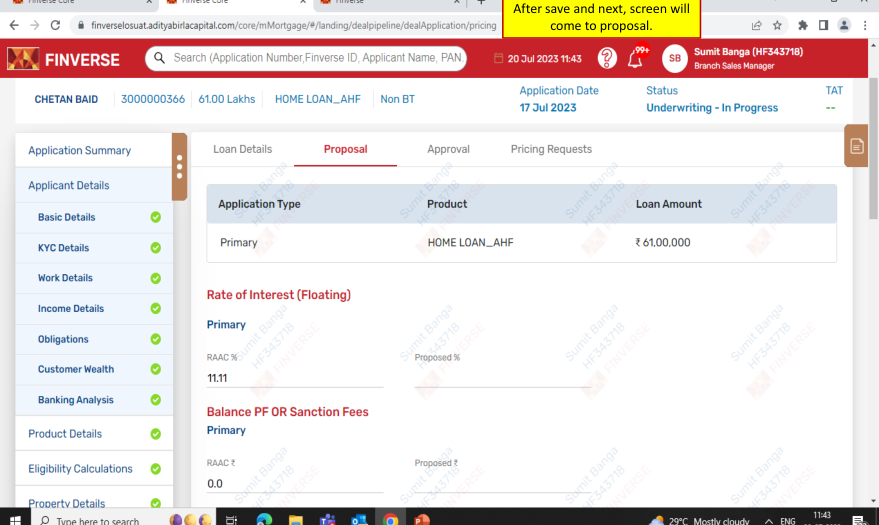 After save and next, screen will
come to proposal.
Finverse Core
Finverse Core
Finverse
finverselosuat.adityabirlacapital.com/core/mMortgage/#/landing/dealpipeline/dealApplication/pricing
FINVERSE
Search (Application Number,Finverse ID, Applicant Name, PAN,
20 Jul 2023 11:43
99+
SB
Sumit Banga (HF343718)
Branch Sales Manager
CHETAN BAID
3000000366
61.00 Lakhs
HOME LOAN_AHF
Non BT
Application Date
17 Jul 2023
Status
Underwriting - In Progress
TAT
--
Application Summary
Applicant Details
Basic Details
KYC Details
Work Details
Income Details
Obligations
Customer Wealth
Banking Analysis
Product Details
Eligibility Calculations
Property Details
Loan Details
Proposal
Approval
Pricing Requests
Application Type
Product
Loan Amount
Primary
HOME LOAN_AHF
₹ 61,00,000
Rate of Interest (Floating)
Primary
RAAC %
Proposed %
11.11
Balance PF OR Sanction Fees
Primary
RAAC ₹
Proposed ₹
0.0
Sumit Banga
HF343718
FINVERSE
Type here to search
29°C Mostly cloudy
ENG
11:43